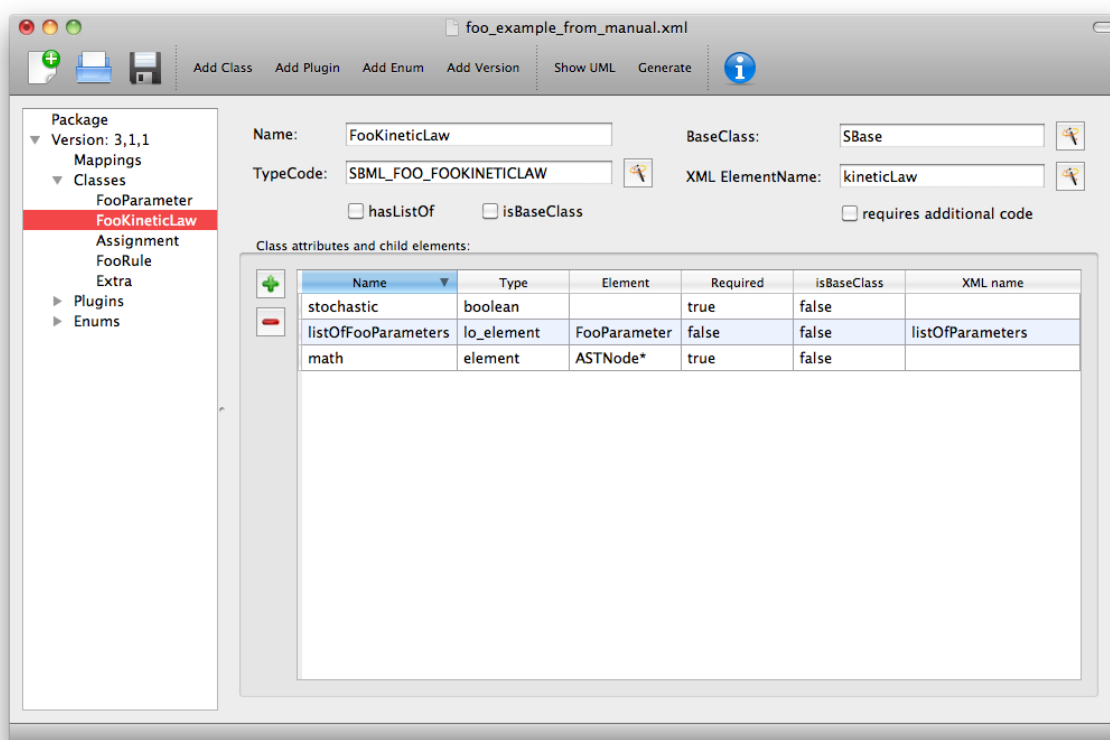 foo_example_from_manual.xml
Add Class Add Plugin Add Enum Add Version Show UML Generate
Package
Version: 3,1,1
Mappings
Classes
FooParameter
FooKineticLaw
Assignment
FooRule
Extra
Plugins
Enums
Name: FooKineticLaw BaseClass: SBase
TypeCode: SBML_FOO_FOOKINETICLAW XML ElementName: kineticLaw
hasListOf isBaseClass requires additional code
Class attributes and child elements:
Name Type Element Required isBaseClass XML name
stochastic boolean true false
listOfFooParameters lo_element FooParameter false false listOfParameters
math element ASTNode* true false